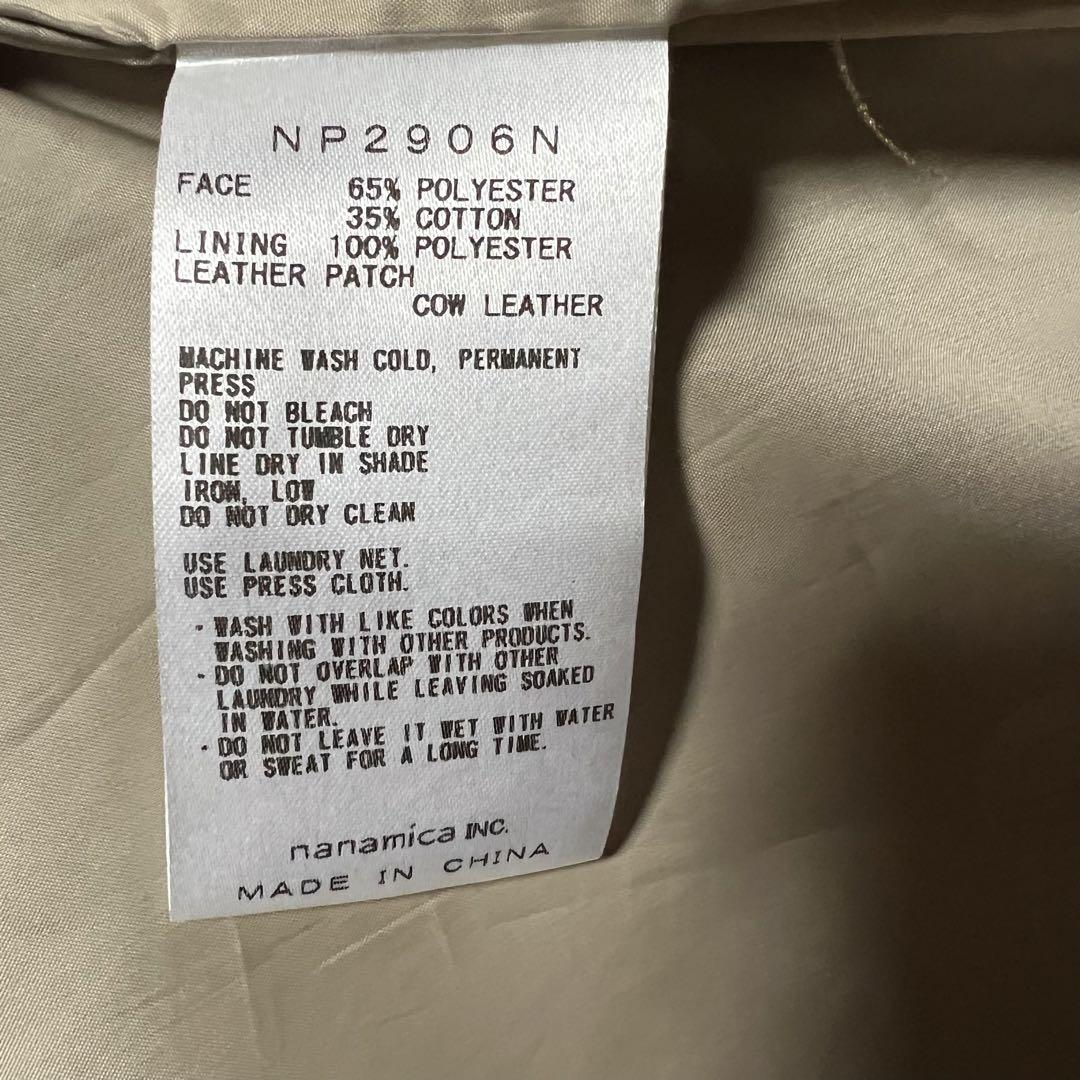 NP2906N
FACE 65% POLYESTER
35% COTTON
LINING 100% POLYESTER
LEATHER PATCH
COW LEATHER
MACHINE WASH COLD, PERMANENT
PRESS
DO NOT BLEACH
DO NOT TUMBLE DRY
LINE DRY IN SHADE
IRON, LOW
DO NOT DRY CLEAN
USE LAUNDRY NET.
USE PRESS CLOTH.
・WASH WITH LIKE COLORS WHEN
WASHING WITH OTHER PRODUCTS.
・DO NOT OVERLAP WITH OTHER
LAUNDRY WHILE LEAVING SOAKED
IN WATER.
・DO NOT LEAVE IT WET WITH WATER
OR SWEAT FOR A LONG TIME.
nanamica INC.
MADE IN CHINA